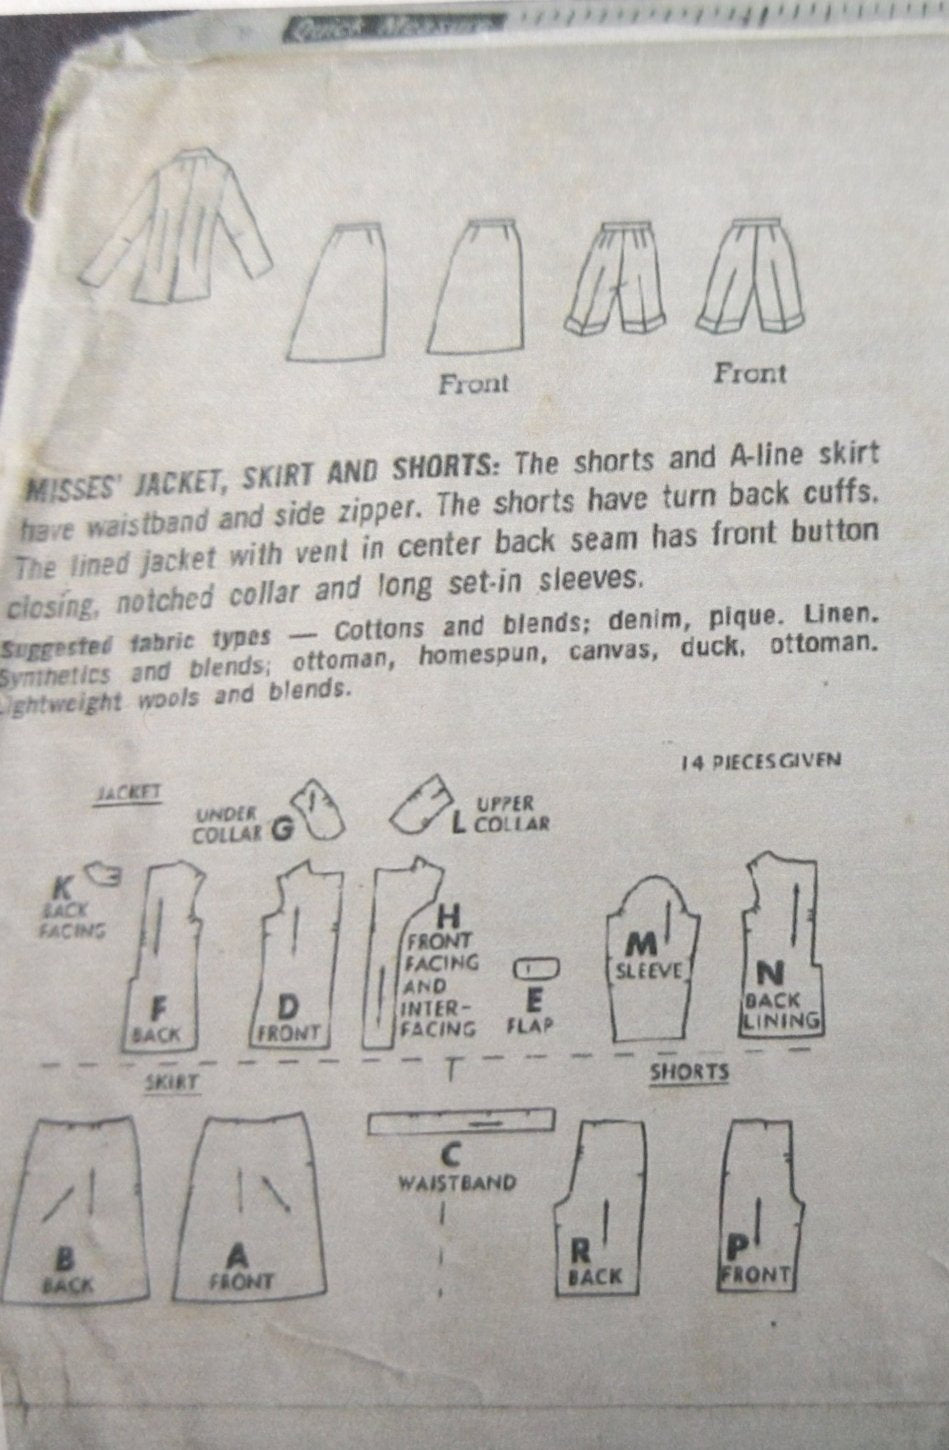 Quick Measure
Front
Front
MISSES' JACKET, SKIRT AND SHORTS: The shorts and A-line skirt
have waistband and side zipper. The shorts have turn back cuffs.
The lined jacket with vent in center back seam has front button
closing, notched collar and long set-in sleeves.
Suggested fabric types — Cottons and blends; denim, pique. Linen.
Synthetics and blends; ottoman, homespun, canvas, duck, ottoman.
Lightweight wools and blends.
14 PIECES GIVEN
JACKET
UNDER
COLLAR G
L UPPER
COLLAR
K
BACK
FACING
F
BACK
D
FRONT
H
FRONT
FACING
AND
INTER-
FACING
E
FLAP
M
SLEEVE
N
BACK
LINING
SKIRT
SHORTS
B
BACK
A
FRONT
C
WAISTBAND
R
BACK
P
FRONT